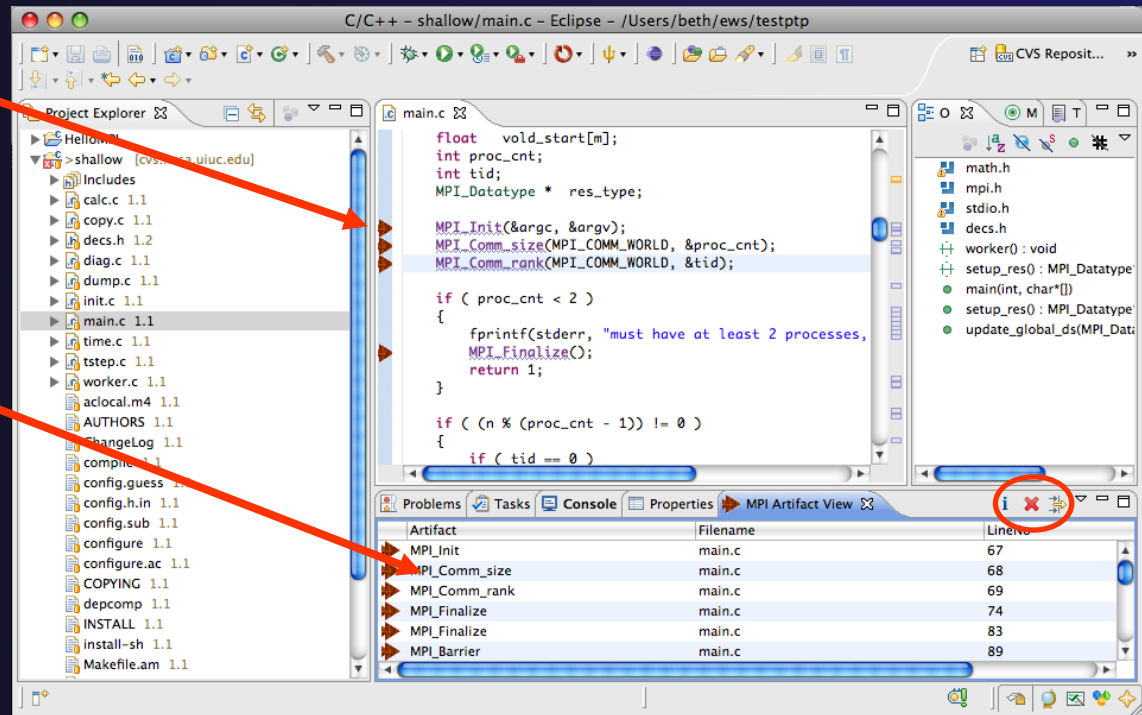 C/C++ – shallow/main.c – Eclipse – /Users/beth/ews/testptp
CVS Reposit... »
Project Explorer
HelloMPI
>shallow [cvs.ncsa.uiuc.edu]
Includes
calc.c 1.1
copy.c 1.1
decs.h 1.2
diag.c 1.1
dump.c 1.1
init.c 1.1
main.c 1.1
time.c 1.1
tstep.c 1.1
worker.c 1.1
aclocal.m4 1.1
AUTHORS 1.1
ChangeLog 1.1
compile 1.1
config.guess 1.1
config.h.in 1.1
config.sub 1.1
configure 1.1
configure.ac 1.1
COPYING 1.1
depcomp 1.1
INSTALL 1.1
install-sh 1.1
Makefile.am 1.1
main.c
float vold_start[m];
int proc_cnt;
int tid;
MPI_Datatype * res_type;
MPI_Init(&argc, &argv);
MPI_Comm_size(MPI_COMM_WORLD, &proc_cnt);
MPI_Comm_rank(MPI_COMM_WORLD, &tid);
if ( proc_cnt < 2 )
{
fprintf(stderr, "must have at least 2 processes,
MPI_Finalize();
return 1;
}
if ( (n % (proc_cnt - 1)) != 0 )
{
if ( tid == 0 )
O M T
math.h
mpi.h
stdio.h
decs.h
worker() : void
setup_res() : MPI_Datatype
main(int, char*[])
setup_res() : MPI_Datatype
update_global_ds(MPI_Data
Problems Tasks Console Properties MPI Artifact View
Artifact Filename LineNo
MPI_Init main.c 67
MPI_Comm_size main.c 68
MPI_Comm_rank main.c 69
MPI_Finalize main.c 74
MPI_Finalize main.c 83
MPI_Barrier main.c 89